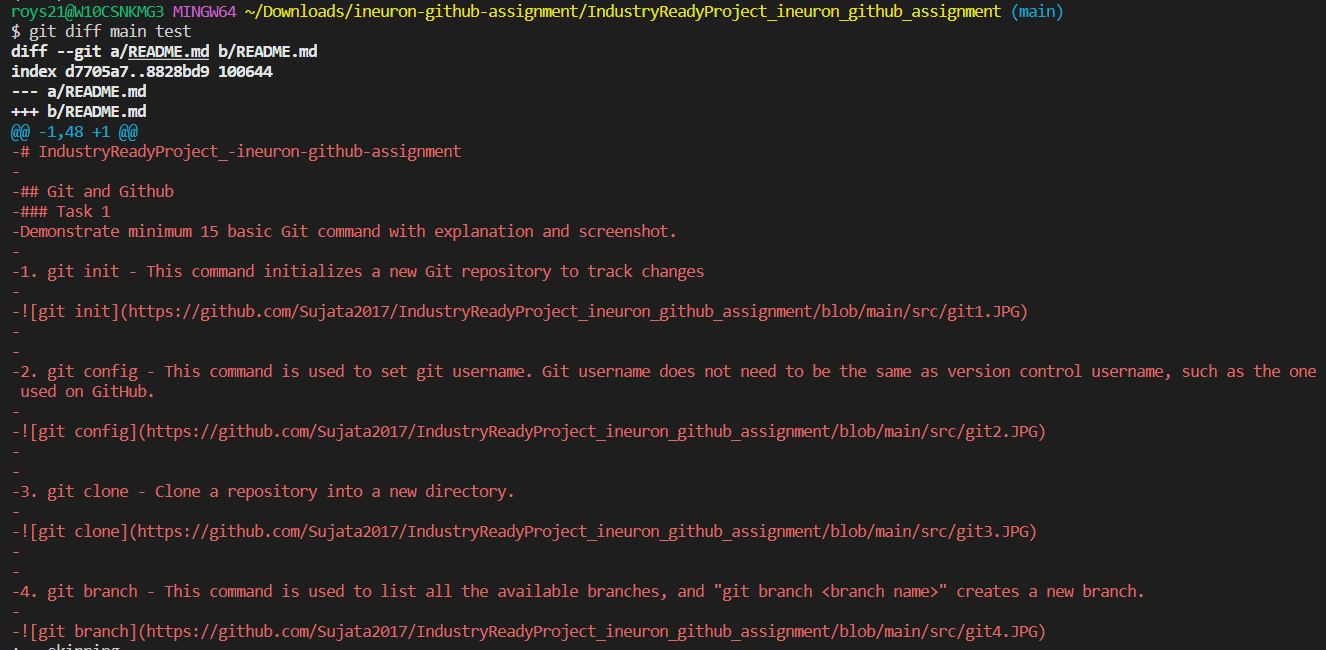 roys21@W10CSNKMG3 MINGW64 ~/Downloads/ineuron-github-assignment/IndustryReadyProject_ineuron_github_assignment (main)
$ git diff main test
diff --git a/README.md b/README.md
index d7705a7..8828bd9 100644
--- a/README.md
+++ b/README.md
@@ -1,48 +1 @@
-# IndustryReadyProject_-ineuron-github-assignment
-
-## Git and Github
-### Task 1
-Demonstrate minimum 15 basic Git command with explanation and screenshot.
-
-1. git init - This command initializes a new Git repository to track changes
-
-![git init](https://github.com/Sujata2017/IndustryReadyProject_ineuron_github_assignment/blob/main/src/git1.JPG)
-
-
-2. git config - This command is used to set git username. Git username does not need to be the same as version control username, such as the one
used on GitHub.
-
-![git config](https://github.com/Sujata2017/IndustryReadyProject_ineuron_github_assignment/blob/main/src/git2.JPG)
-
-
-3. git clone - Clone a repository into a new directory.
-
-![git clone](https://github.com/Sujata2017/IndustryReadyProject_ineuron_github_assignment/blob/main/src/git3.JPG)
-
-
-4. git branch - This command is used to list all the available branches, and "git branch <branch name>" creates a new branch.
-
-![git branch](https://github.com/Sujata2017/IndustryReadyProject_ineuron_github_assignment/blob/main/src/git4.JPG)